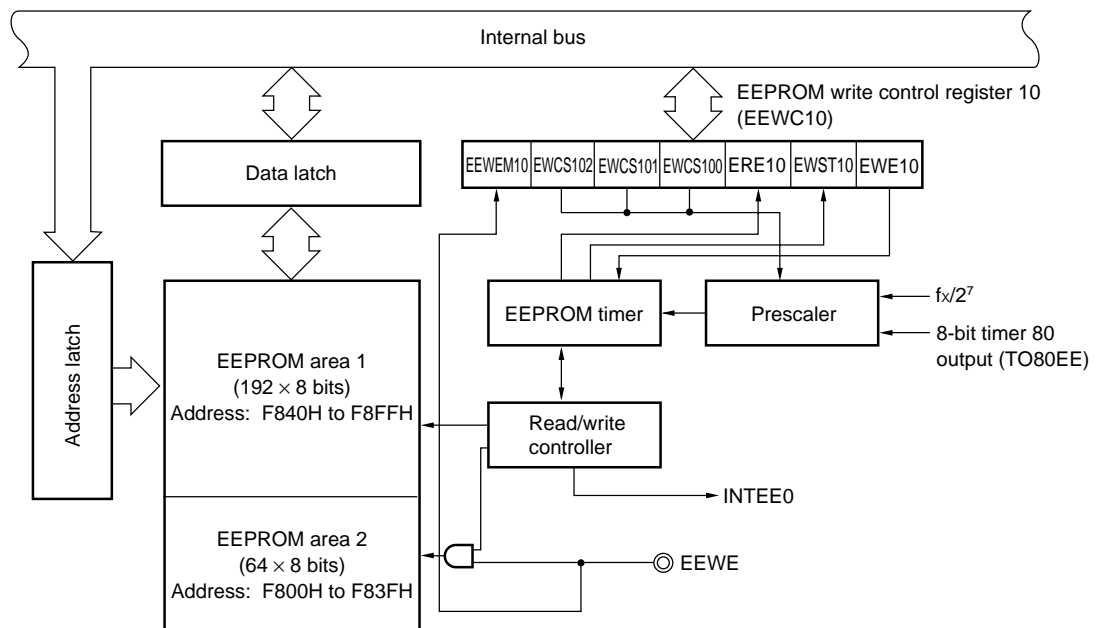 Internal bus
EEPROM write control register 10
(EEWC10)
EEWEM10 EWCS102 EWCS101 EWCS100 ERE10 EWST10 EWE10
Data latch
Address latch
EEPROM timer
Prescaler
fX/2⁷
8-bit timer 80
output (TO80EE)
EEPROM area 1
(192 × 8 bits)
Address: F840H to F8FFH
Read/write
controller
INTEE0
EEPROM area 2
(64 × 8 bits)
Address: F800H to F83FH
EEWE